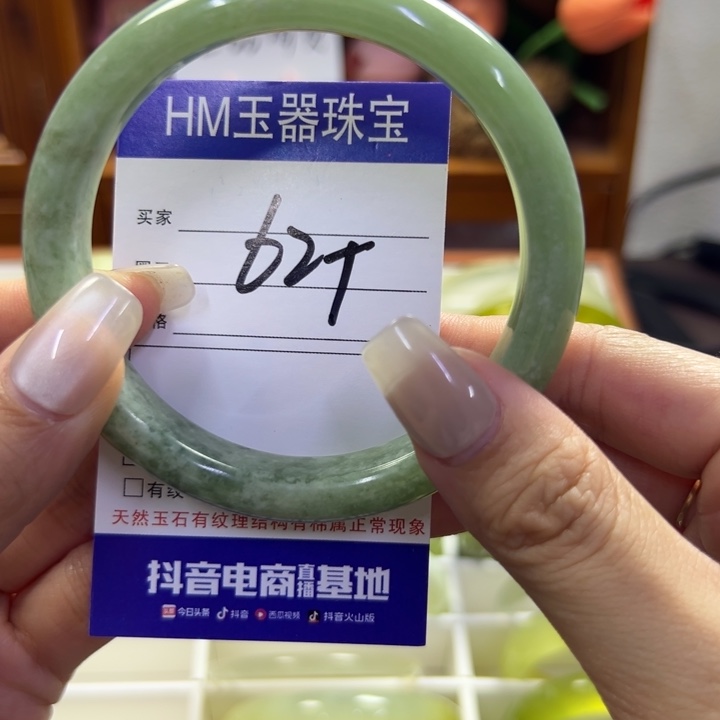 HM玉器珠宝
买家
62+
格
有纹
天然玉石有纹理结构有棉属正常现象
抖音电商直播基地
今日头条 抖音 西瓜视频 抖音火山版